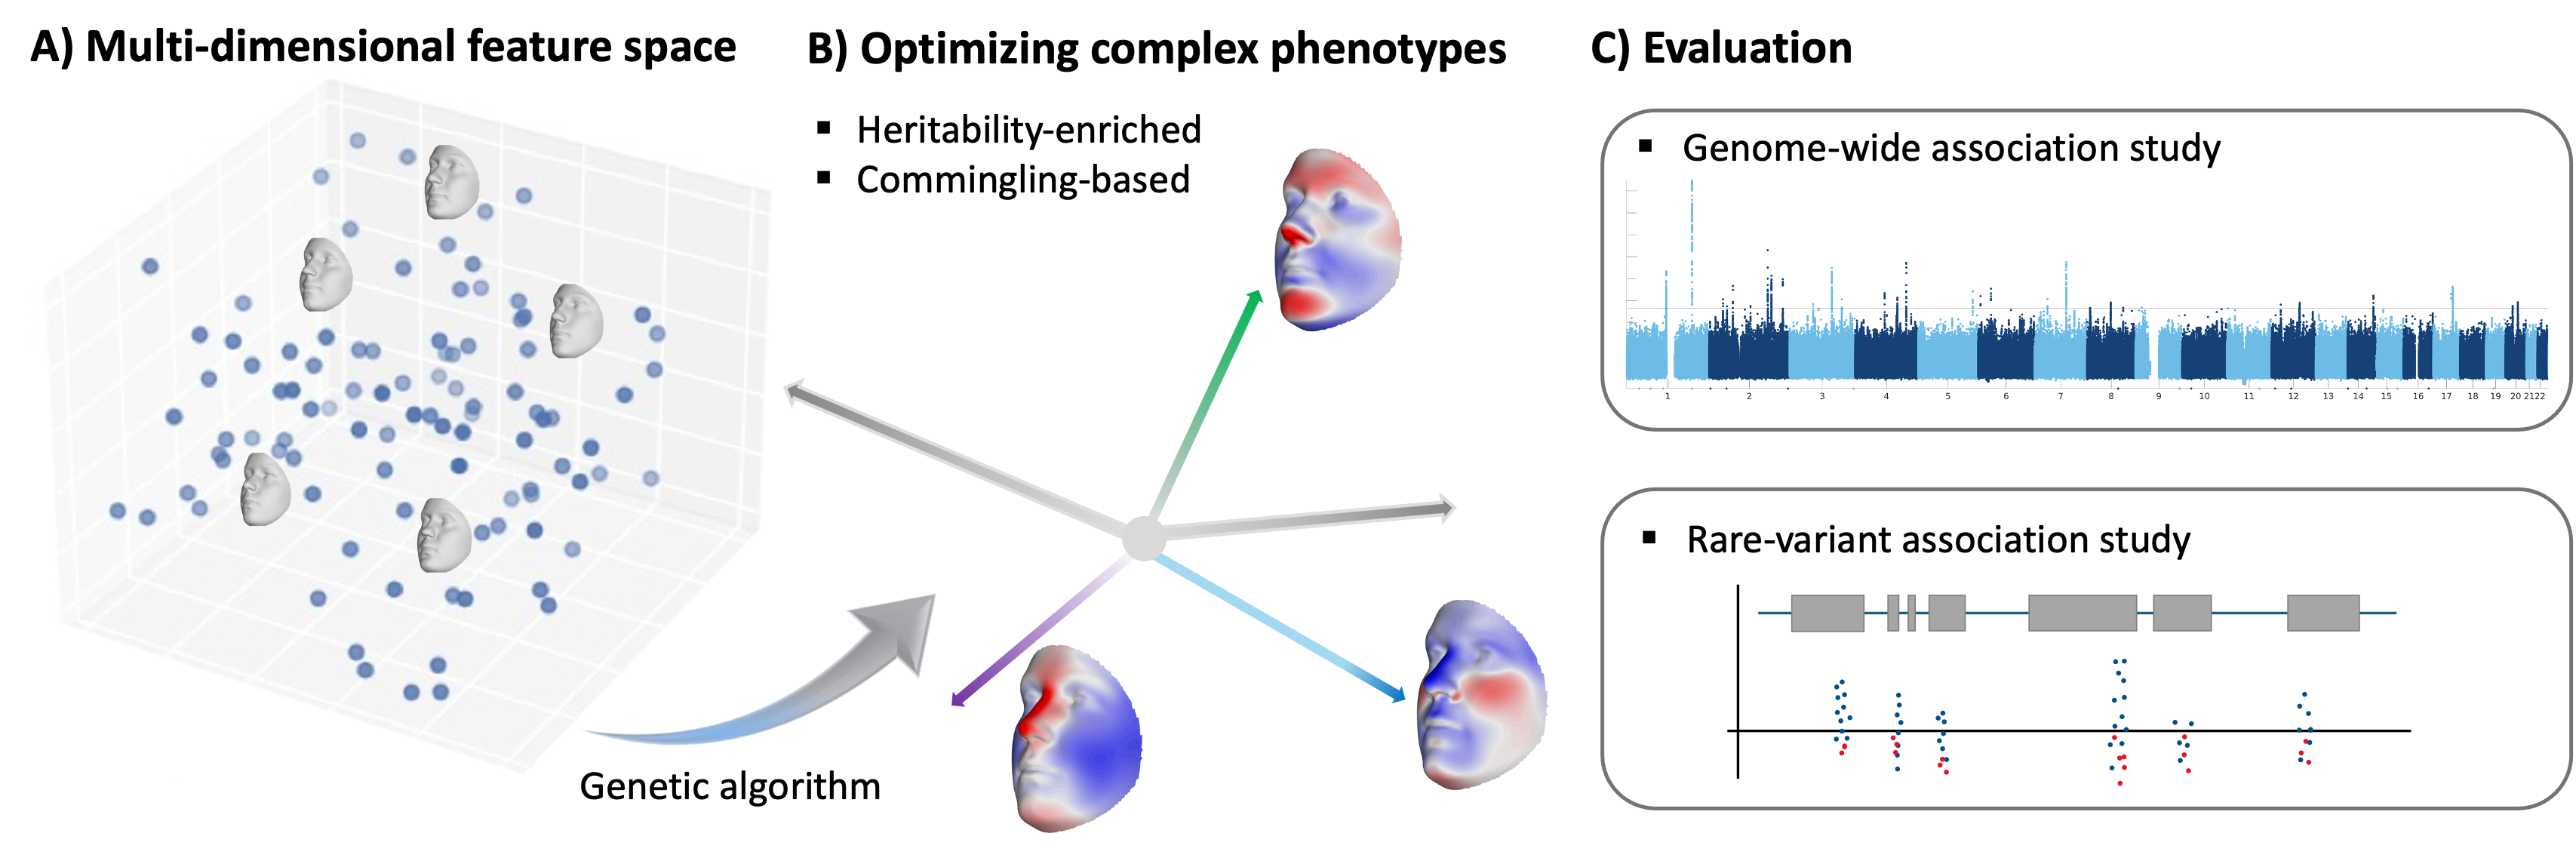 A) Multi-dimensional feature space
B) Optimizing complex phenotypes
▪ Heritability-enriched
▪ Commingling-based
Genetic algorithm
C) Evaluation
▪ Genome-wide association study
1 2 3 4 5 6 7 8 9 10 11 12 13 14 15 16 17 18 19 20 21 22
▪ Rare-variant association study